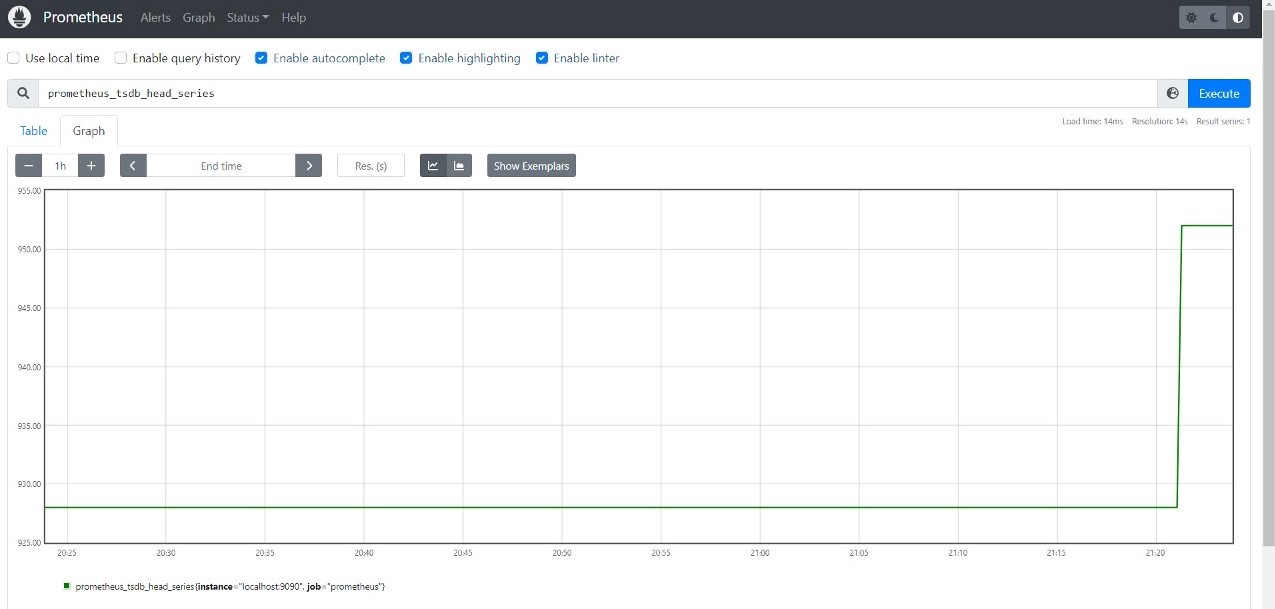 Prometheus Alerts Graph Status Help
Use local time Enable query history Enable autocomplete Enable highlighting Enable linter
prometheus_tsdb_head_series Execute
Load time: 14ms Resolution: 14s Result series: 1
Table Graph
− 1h + End time Res. (s) Show Exemplars
955.00
950.00
945.00
940.00
935.00
930.00
925.00
20:25 20:30 20:35 20:40 20:45 20:50 20:55 21:00 21:05 21:10 21:15 21:20
prometheus_tsdb_head_series{instance="localhost:9090", job="prometheus"}